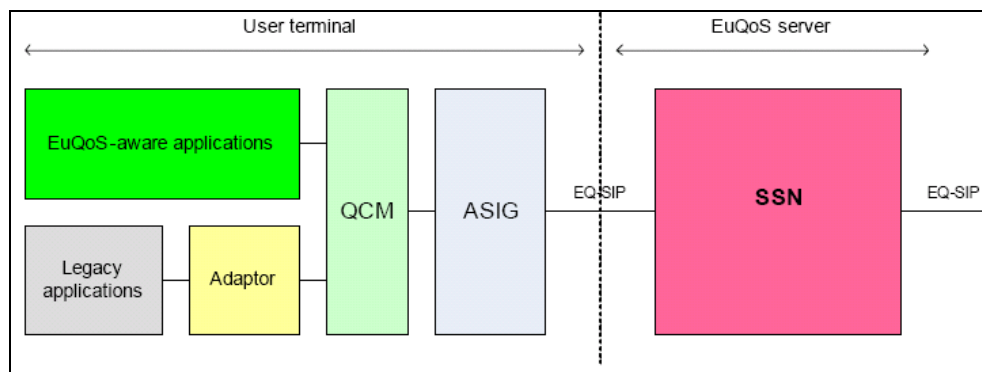 User terminal
EuQoS server
EuQoS-aware applications
QCM
ASIG
EQ-SIP
SSN
EQ-SIP
Legacy
applications
Adaptor